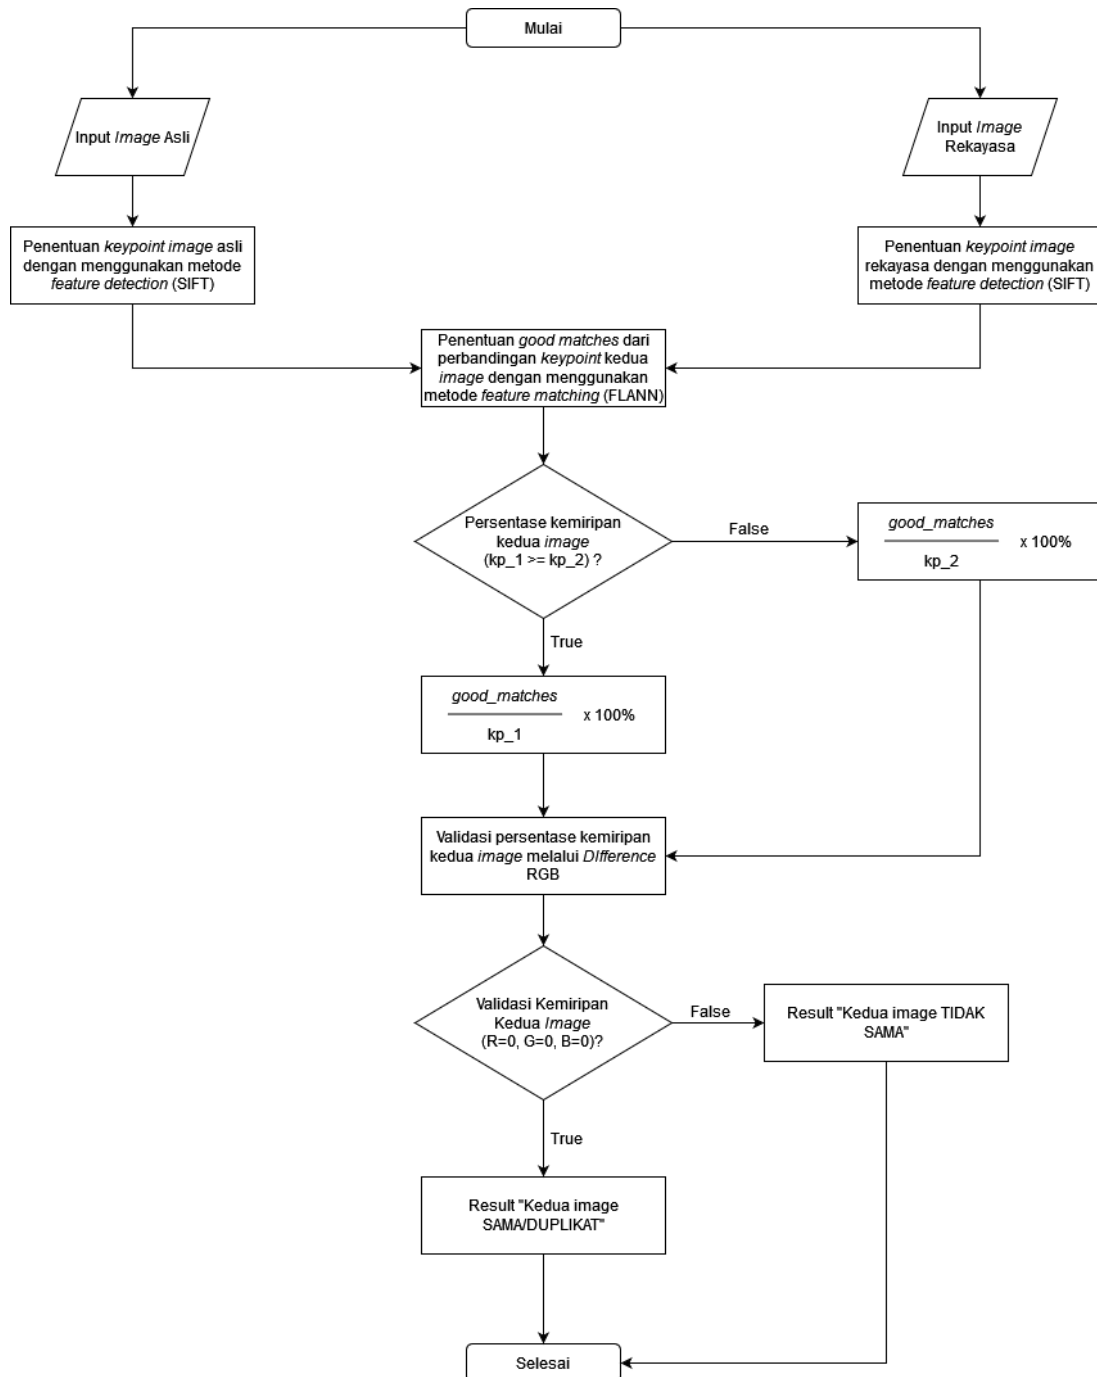 Mulai
Input Image Asli
Input Image
Rekayasa
Penentuan keypoint image asli
dengan menggunakan metode
feature detection (SIFT)
Penentuan keypoint image
rekayasa dengan menggunakan
metode feature detection (SIFT)
Penentuan good matches dari
perbandingan keypoint kedua
image dengan menggunakan
metode feature matching (FLANN)
Persentase kemiripan
kedua image
(kp_1 >= kp_2) ?
False
good_matches
x 100%
kp_2
True
good_matches
x 100%
kp_1
Validasi persentase kemiripan
kedua image melalui DIfference
RGB
Validasi Kemiripan
Kedua Image
(R=0, G=0, B=0)?
False
Result "Kedua image TIDAK
SAMA"
True
Result "Kedua image
SAMA/DUPLIKAT"
Selesai